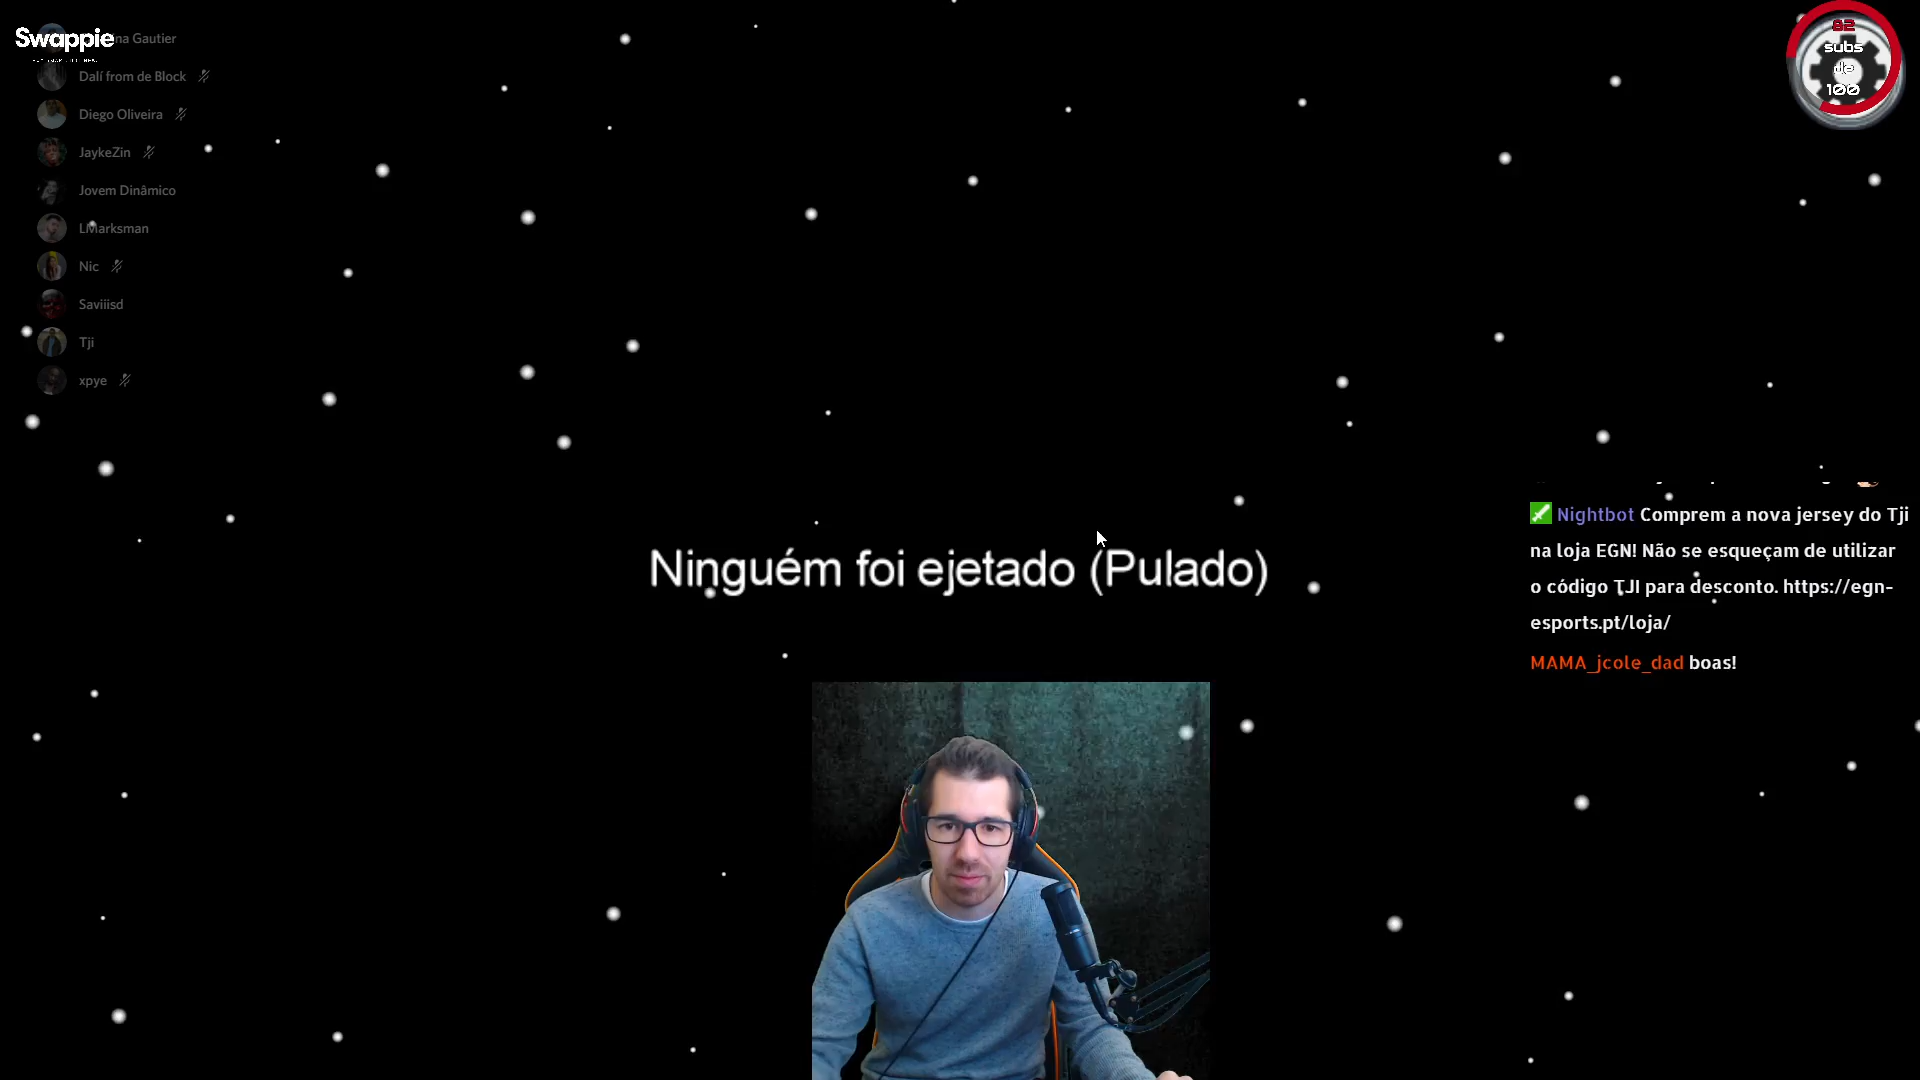 Swappie
na Gautier
Dalí from de Block
Diego Oliveira
JaykeZin
Jovem Dinâmico
LMarksman
Nic
Saviiisd
Tji
xpye
82
subs
de
100
Ninguém foi ejetado (Pulado)
Nightbot Comprem a nova jersey do Tji
na loja EGN! Não se esqueçam de utilizar
o código TJI para desconto. https://egn-
esports.pt/loja/
MAMA_jcole_dad boas!